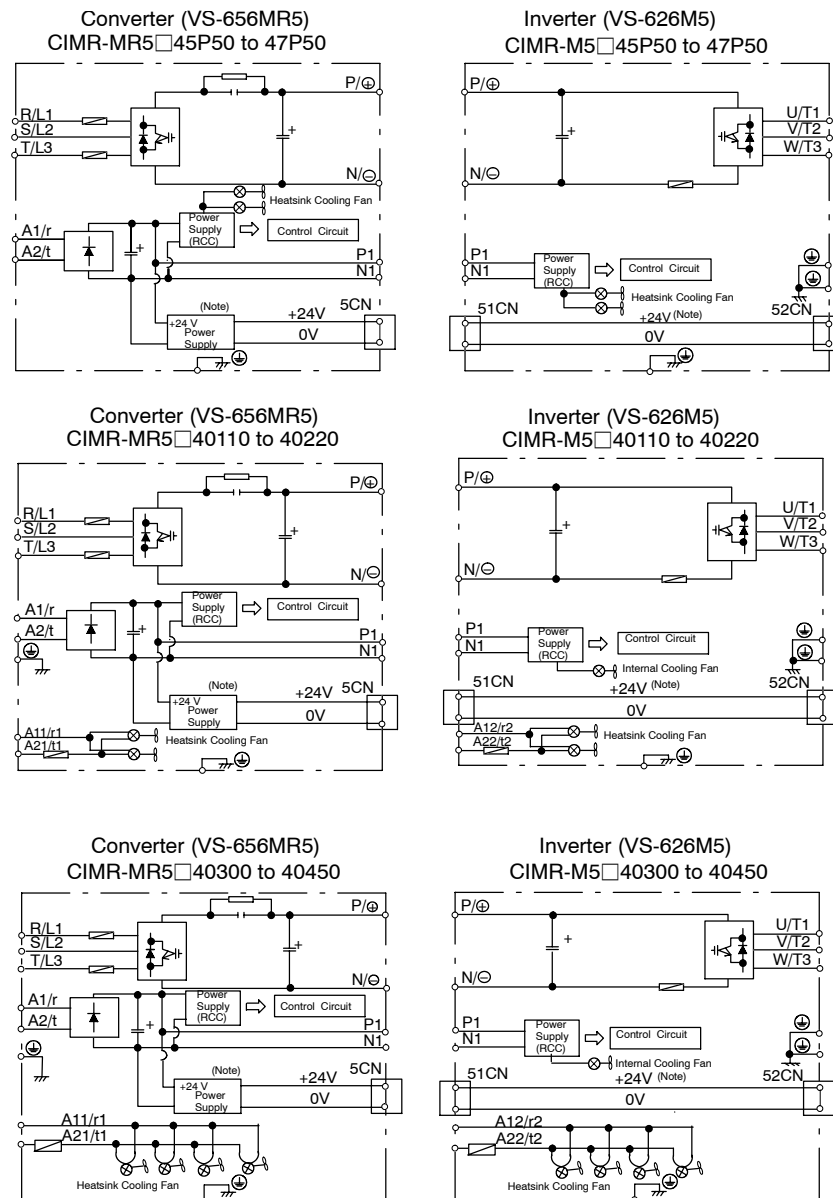 Converter (VS-656MR5)
CIMR-MR5□45P50 to 47P50
P/⊕
R/L1
S/L2
T/L3
+
N/⊖
Heatsink Cooling Fan
A1/r
A2/t
+
Power
Supply
(RCC)
Control Circuit
P1
N1
(Note)
5CN
+24 V
Power
Supply
+24V
0V
Inverter (VS-626M5)
CIMR-M5□45P50 to 47P50
P/⊕
+
U/T1
V/T2
W/T3
N/⊖
P1
N1
Power
Supply
(RCC)
Control Circuit
Heatsink Cooling Fan
51CN
52CN
+24V (Note)
0V
Converter (VS-656MR5)
CIMR-MR5□40110 to 40220
P/⊕
R/L1
S/L2
T/L3
+
N/⊖
A1/r
A2/t
+
Power
Supply
(RCC)
Control Circuit
P1
N1
(Note)
5CN
+24 V
Power
Supply
+24V
0V
A11/r1
A21/t1
Heatsink Cooling Fan
Inverter (VS-626M5)
CIMR-M5□40110 to 40220
P/⊕
+
U/T1
V/T2
W/T3
N/⊖
P1
N1
Power
Supply
(RCC)
Control Circuit
Internal Cooling Fan
51CN
52CN
+24V (Note)
0V
A12/r2
A22/t2
Heatsink Cooling Fan
Converter (VS-656MR5)
CIMR-MR5□40300 to 40450
P/⊕
R/L1
S/L2
T/L3
+
N/⊖
A1/r
A2/t
+
Power
Supply
(RCC)
Control Circuit
P1
N1
(Note)
5CN
+24 V
Power
Supply
+24V
0V
A11/r1
A21/t1
Heatsink Cooling Fan
Inverter (VS-626M5)
CIMR-M5□40300 to 40450
P/⊕
+
U/T1
V/T2
W/T3
N/⊖
P1
N1
Power
Supply
(RCC)
Control Circuit
Internal Cooling Fan
51CN
52CN
+24V (Note)
0V
A12/r2
A22/t2
Heatsink Cooling Fan